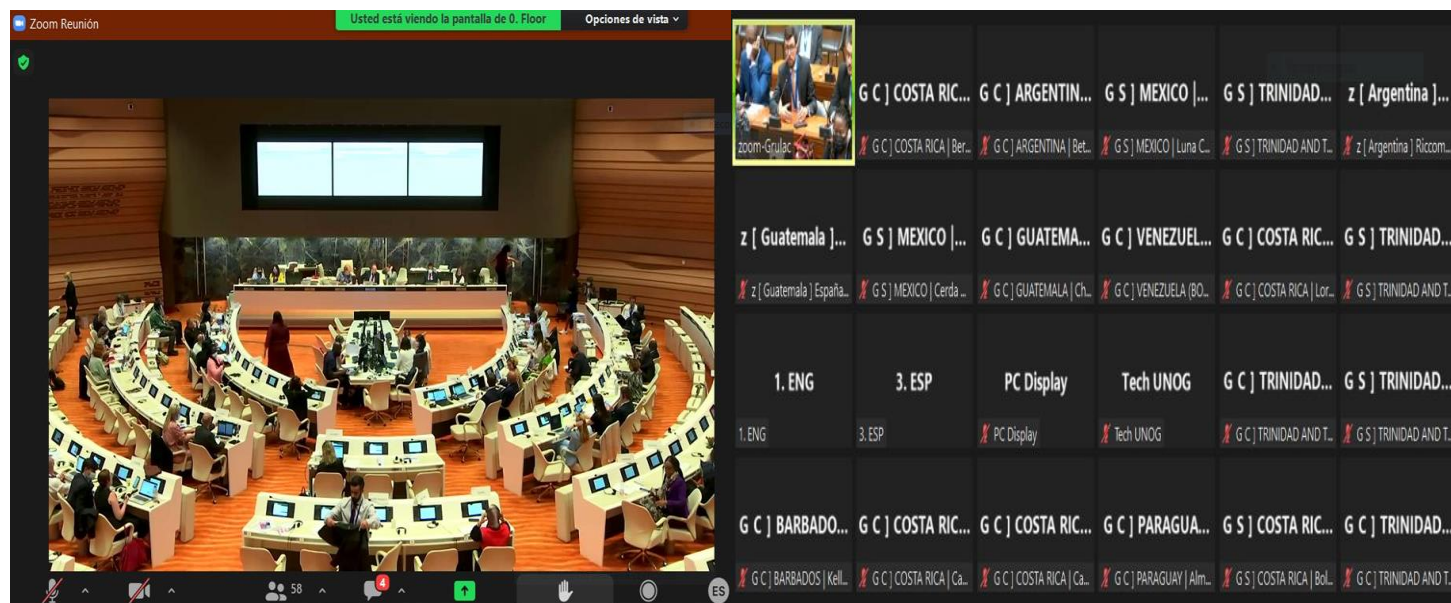 Zoom Reunión
Usted está viendo la pantalla de 0. Floor
Opciones de vista
58
4
ES
zoom-Grulac
G C ] COSTA RIC...
G C ] COSTA RICA | Ber...
G C ] ARGENTIN...
G C ] ARGENTINA | Bet...
G S ] MEXICO |...
G S ] MEXICO | Luna C...
G S ] TRINIDAD...
G S ] TRINIDAD AND T...
z [ Argentina ]...
z [ Argentina ] Riccom...
z [ Guatemala ]...
z [ Guatemala ] España...
G S ] MEXICO |...
G S ] MEXICO | Cerda ...
G C ] GUATEMA...
G C ] GUATEMALA | Ch...
G C ] VENEZUEL...
G C ] VENEZUELA (BO...
G C ] COSTA RIC...
G C ] COSTA RICA | Lor...
G S ] TRINIDAD...
G S ] TRINIDAD AND T...
1. ENG
1. ENG
3. ESP
3. ESP
PC Display
PC Display
Tech UNOG
Tech UNOG
G C ] TRINIDAD...
G C ] TRINIDAD AND T...
G S ] TRINIDAD...
G S ] TRINIDAD AND T...
G C ] BARBADO...
G C ] BARBADOS | Kell...
G C ] COSTA RIC...
G C ] COSTA RICA | Ca...
G C ] COSTA RIC...
G C ] COSTA RICA | Ca...
G C ] PARAGUA...
G C ] PARAGUAY | Alm...
G S ] COSTA RIC...
G S ] COSTA RICA | Bol...
G C ] TRINIDAD...
G C ] TRINIDAD AND T...